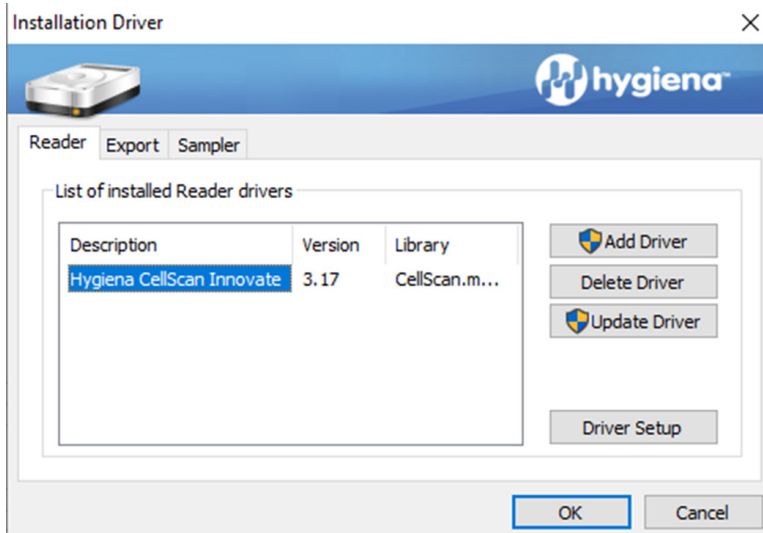 Installation Driver
hygiena™
Reader Export Sampler
List of installed Reader drivers
Description Version Library
Hygiena CellScan Innovate 3.17 CellScan.m...
Add Driver
Delete Driver
Update Driver
Driver Setup
OK Cancel